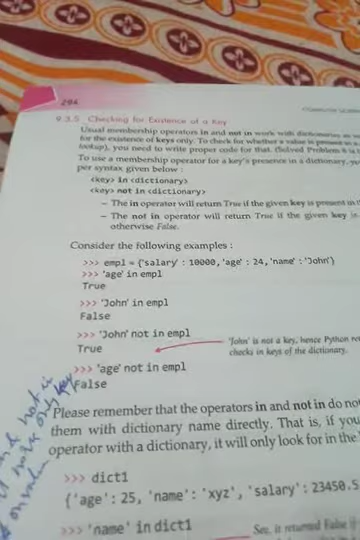 294
9.3.5 Checking for Existence of a Key
Usual membership operators in and not in work with dictionaries as
for the existence of keys only. To check for whether a value is present in a
lookup), you need to write proper code for that. (Solved Problem
To use a membership operator for a key's presence in a dictionary,
per syntax given below :
<key> in <dictionary>
<key> not in <dictionary>
– The in operator will return True if the given key is present in
– The not in operator will return True if the given key
otherwise False.
Consider the following examples :
>>> empl = {'salary' : 10000, 'age' : 24, 'name' : 'John'}
>>> 'age' in empl
True
>>> 'John' in empl
False
>>> 'John' not in empl
True
'John' is not a key, hence Python
checks in keys of the dictionary.
>>> 'age' not in empl
False
Please remember that the operators in and not in do no
them with dictionary name directly. That is, if you
operator with a dictionary, it will only look for in the
>>> dict1
{'age' : 25, 'name' : 'xyz', 'salary' : 23450.5
>>> 'name' in dict1
See, it returned False if
not in
only key